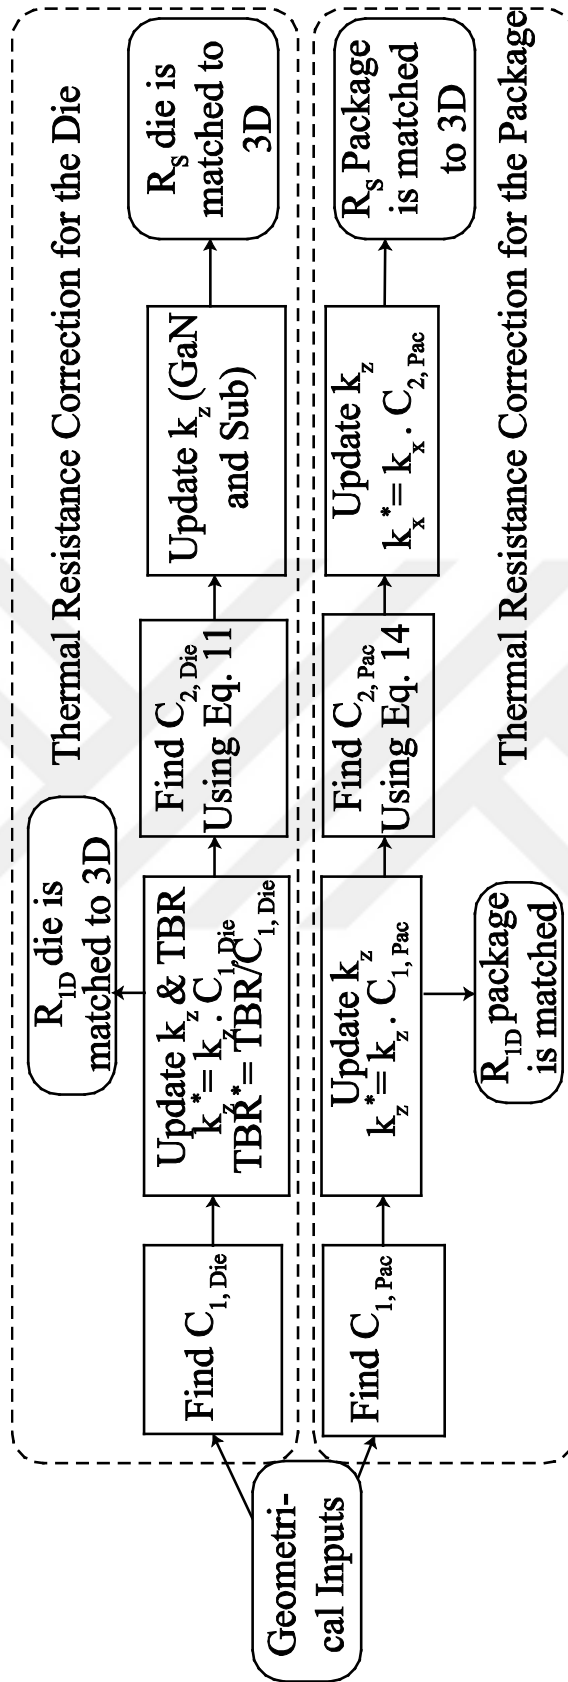 Thermal Resistance Correction for the Die
R1D die is
matched to 3D
Geometri-
cal Inputs
Find C1, Die
Update kz & TBR
kz*= kz . C1,Die
TBR*= TBR/C1, Die
Find C2, Die
Using Eq. 11
Update kz (GaN
and Sub)
RS die is
matched to
3D
Find C1, Pac
Update kz
kz*= kz . C1, Pac
Find C2, Pac
Using Eq. 14
Update kz
kx*= kx . C2, Pac
RS Package
is matched
to 3D
R1D package
is matched
Thermal Resistance Correction for the Package